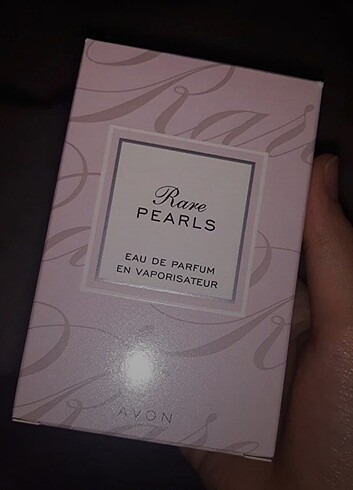 Rare
PEARLS
EAU DE PARFUM
EN VAPORISATEUR
AVON